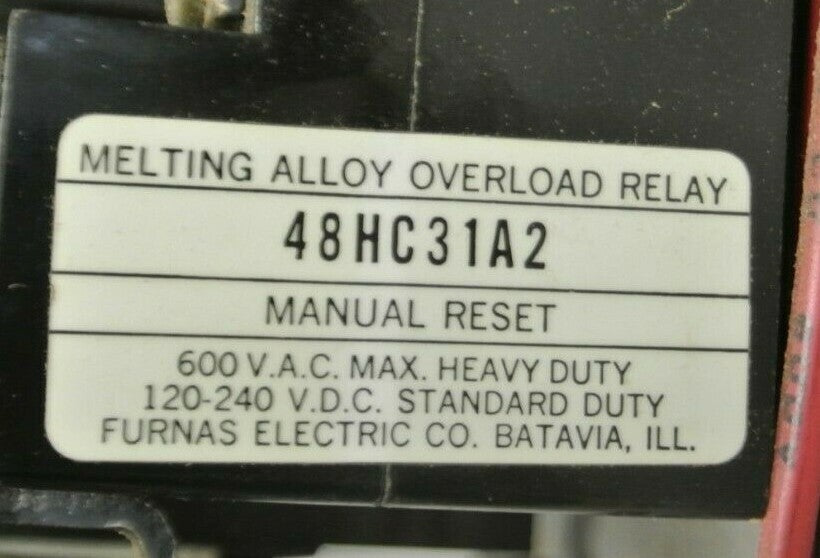 MELTING ALLOY OVERLOAD RELAY
48HC31A2
MANUAL RESET
600 V.A.C. MAX. HEAVY DUTY
120-240 V.D.C. STANDARD DUTY
FURNAS ELECTRIC CO. BATAVIA, ILL.